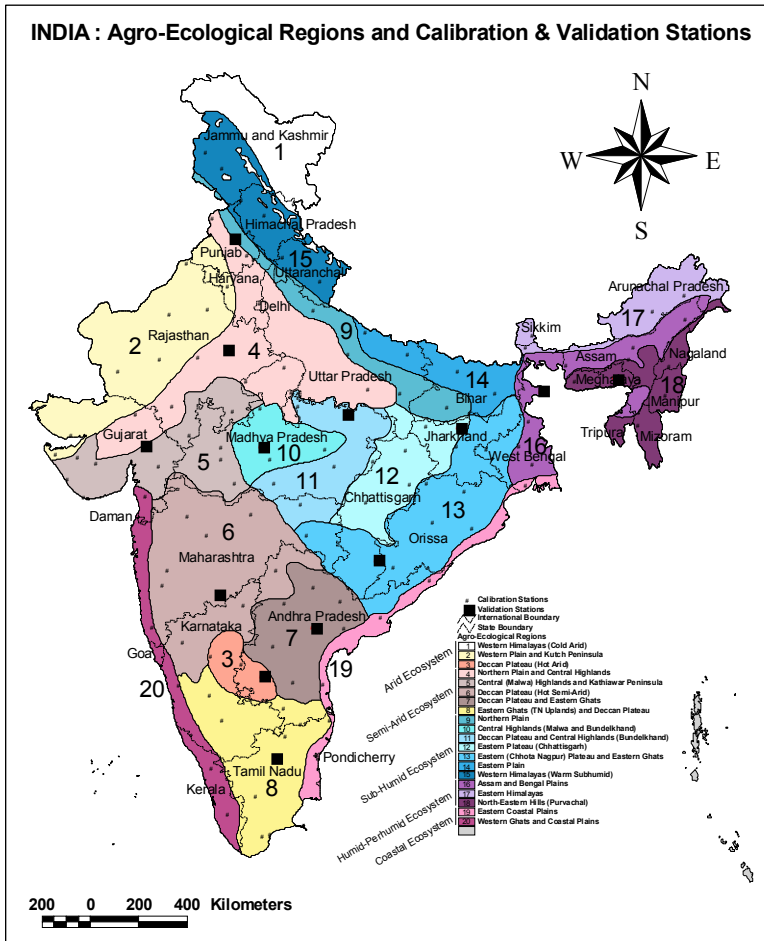 INDIA : Agro-Ecological Regions and Calibration & Validation Stations
N
W
E
S
Jammu and Kashmir
1
Himachal Pradesh
Punjab
15
Uttaranchal
Haryana
Delhi
Arunachal Pradesh
17
Sikkim
2
Rajasthan
4
9
Assam
Nagaland
Uttar Pradesh
14
Meghalaya
18
Bihar
Manipur
Gujarat
Madhya Pradesh
Jharkhand
Tripura
Mizoram
5
10
West Bengal
16
11
12
Chhattisgarh
13
Daman
6
Orissa
Maharashtra
Andhra Pradesh
Karnataka
7
Goa
3
19
20
Pondicherry
Tamil Nadu
Kerala
8
Calibration Stations
Validation Stations
International Boundary
State Boundary
Agro-Ecological Regions
Arid Ecosystem
1 Western Himalayas (Cold Arid)
2 Western Plain and Kutch Peninsula
3 Deccan Plateau (Hot Arid)
Semi-Arid Ecosystem
4 Northern Plain and Central Highlands
5 Central (Malwa) Highlands and Kathiawar Peninsula
6 Deccan Plateau (Hot Semi-Arid)
7 Deccan Plateau and Eastern Ghats
8 Eastern Ghats (TN Uplands) and Deccan Plateau
Sub-Humid Ecosystem
9 Northern Plain
10 Central Highlands (Malwa and Bundelkhand)
11 Deccan Plateau and Central Highlands (Bundelkhand)
12 Eastern Plateau (Chhattisgarh)
13 Eastern (Chhota Nagpur) Plateau and Eastern Ghats
14 Eastern Plain
15 Western Himalayas (Warm Subhumid)
Humid-Perhumid Ecosystem
16 Assam and Bengal Plains
17 Eastern Himalayas
18 North-Eastern Hills (Purvachal)
Coastal Ecosystem
19 Eastern Coastal Plains
20 Western Ghats and Coastal Plains
200 0 200 400 Kilometers